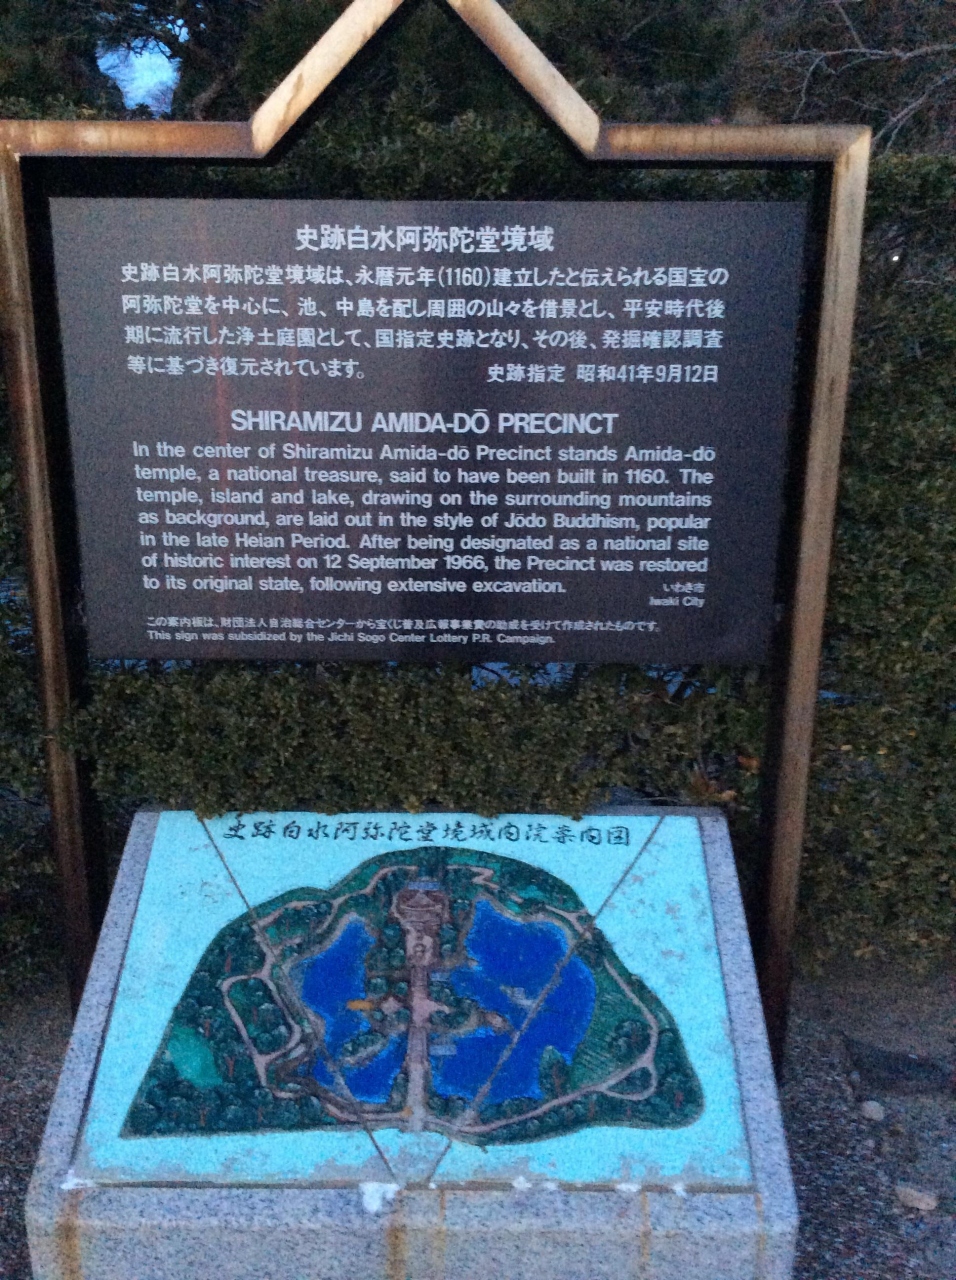 史跡白水阿弥陀堂境域
史跡白水阿弥陀堂境域は、永暦元年(1160)建立したと伝えられる国宝の
阿弥陀堂を中心に、池、中島を配し周囲の山々を借景とし、平安時代後
期に流行した浄土庭園として、国指定史跡となり、その後、発掘確認調査
等に基づき復元されています。 史跡指定 昭和41年9月12日
SHIRAMIZU AMIDA-DŌ PRECINCT
In the center of Shiramizu Amida-dō Precinct stands Amida-dō
temple, a national treasure, said to have been built in 1160. The
temple, island and lake, drawing on the surrounding mountains
as background, are laid out in the style of Jōdo Buddhism, popular
in the late Heian Period. After being designated as a national site
of historic interest on 12 September 1966, the Precinct was restored
to its original state, following extensive excavation.
いわき市
Iwaki City
この案内板は、財団法人自治総合センターから宝くじ普及広報事業費の助成を受けて作成されたものです。
This sign was subsidized by the Jichi Sogo Center Lottery P.R. Campaign.
史跡白水阿弥陀堂境域内院案内図